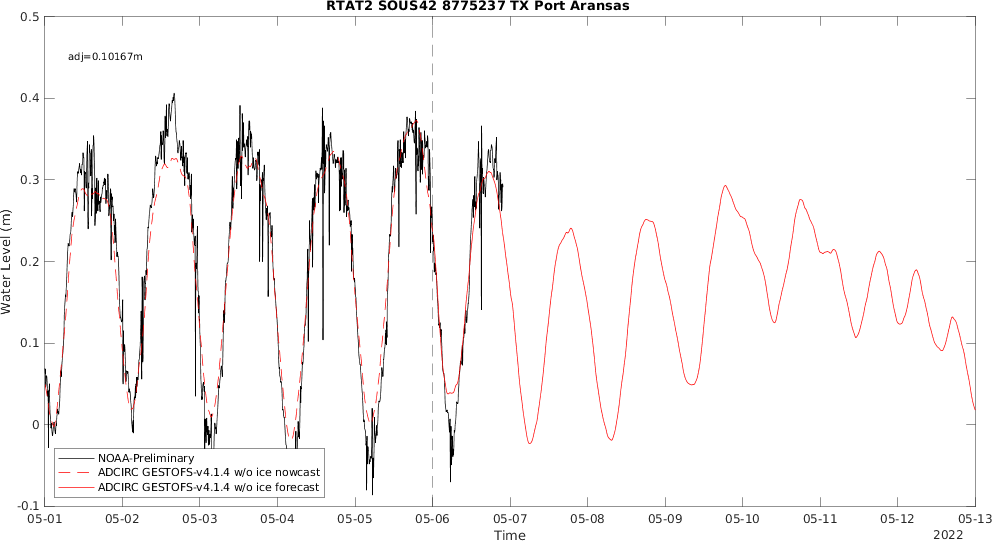 RTAT2 SOUS42 8775237 TX Port Aransas
0.5
adj=0.10167m
0.4
0.3
0.2
0.1
0
-0.1
Water Level (m)
NOAA-Preliminary
ADCIRC GESTOFS-v4.1.4 w/o ice nowcast
ADCIRC GESTOFS-v4.1.4 w/o ice forecast
05-01 05-02 05-03 05-04 05-05 05-06 05-07 05-08 05-09 05-10 05-11 05-12 05-13
Time
2022